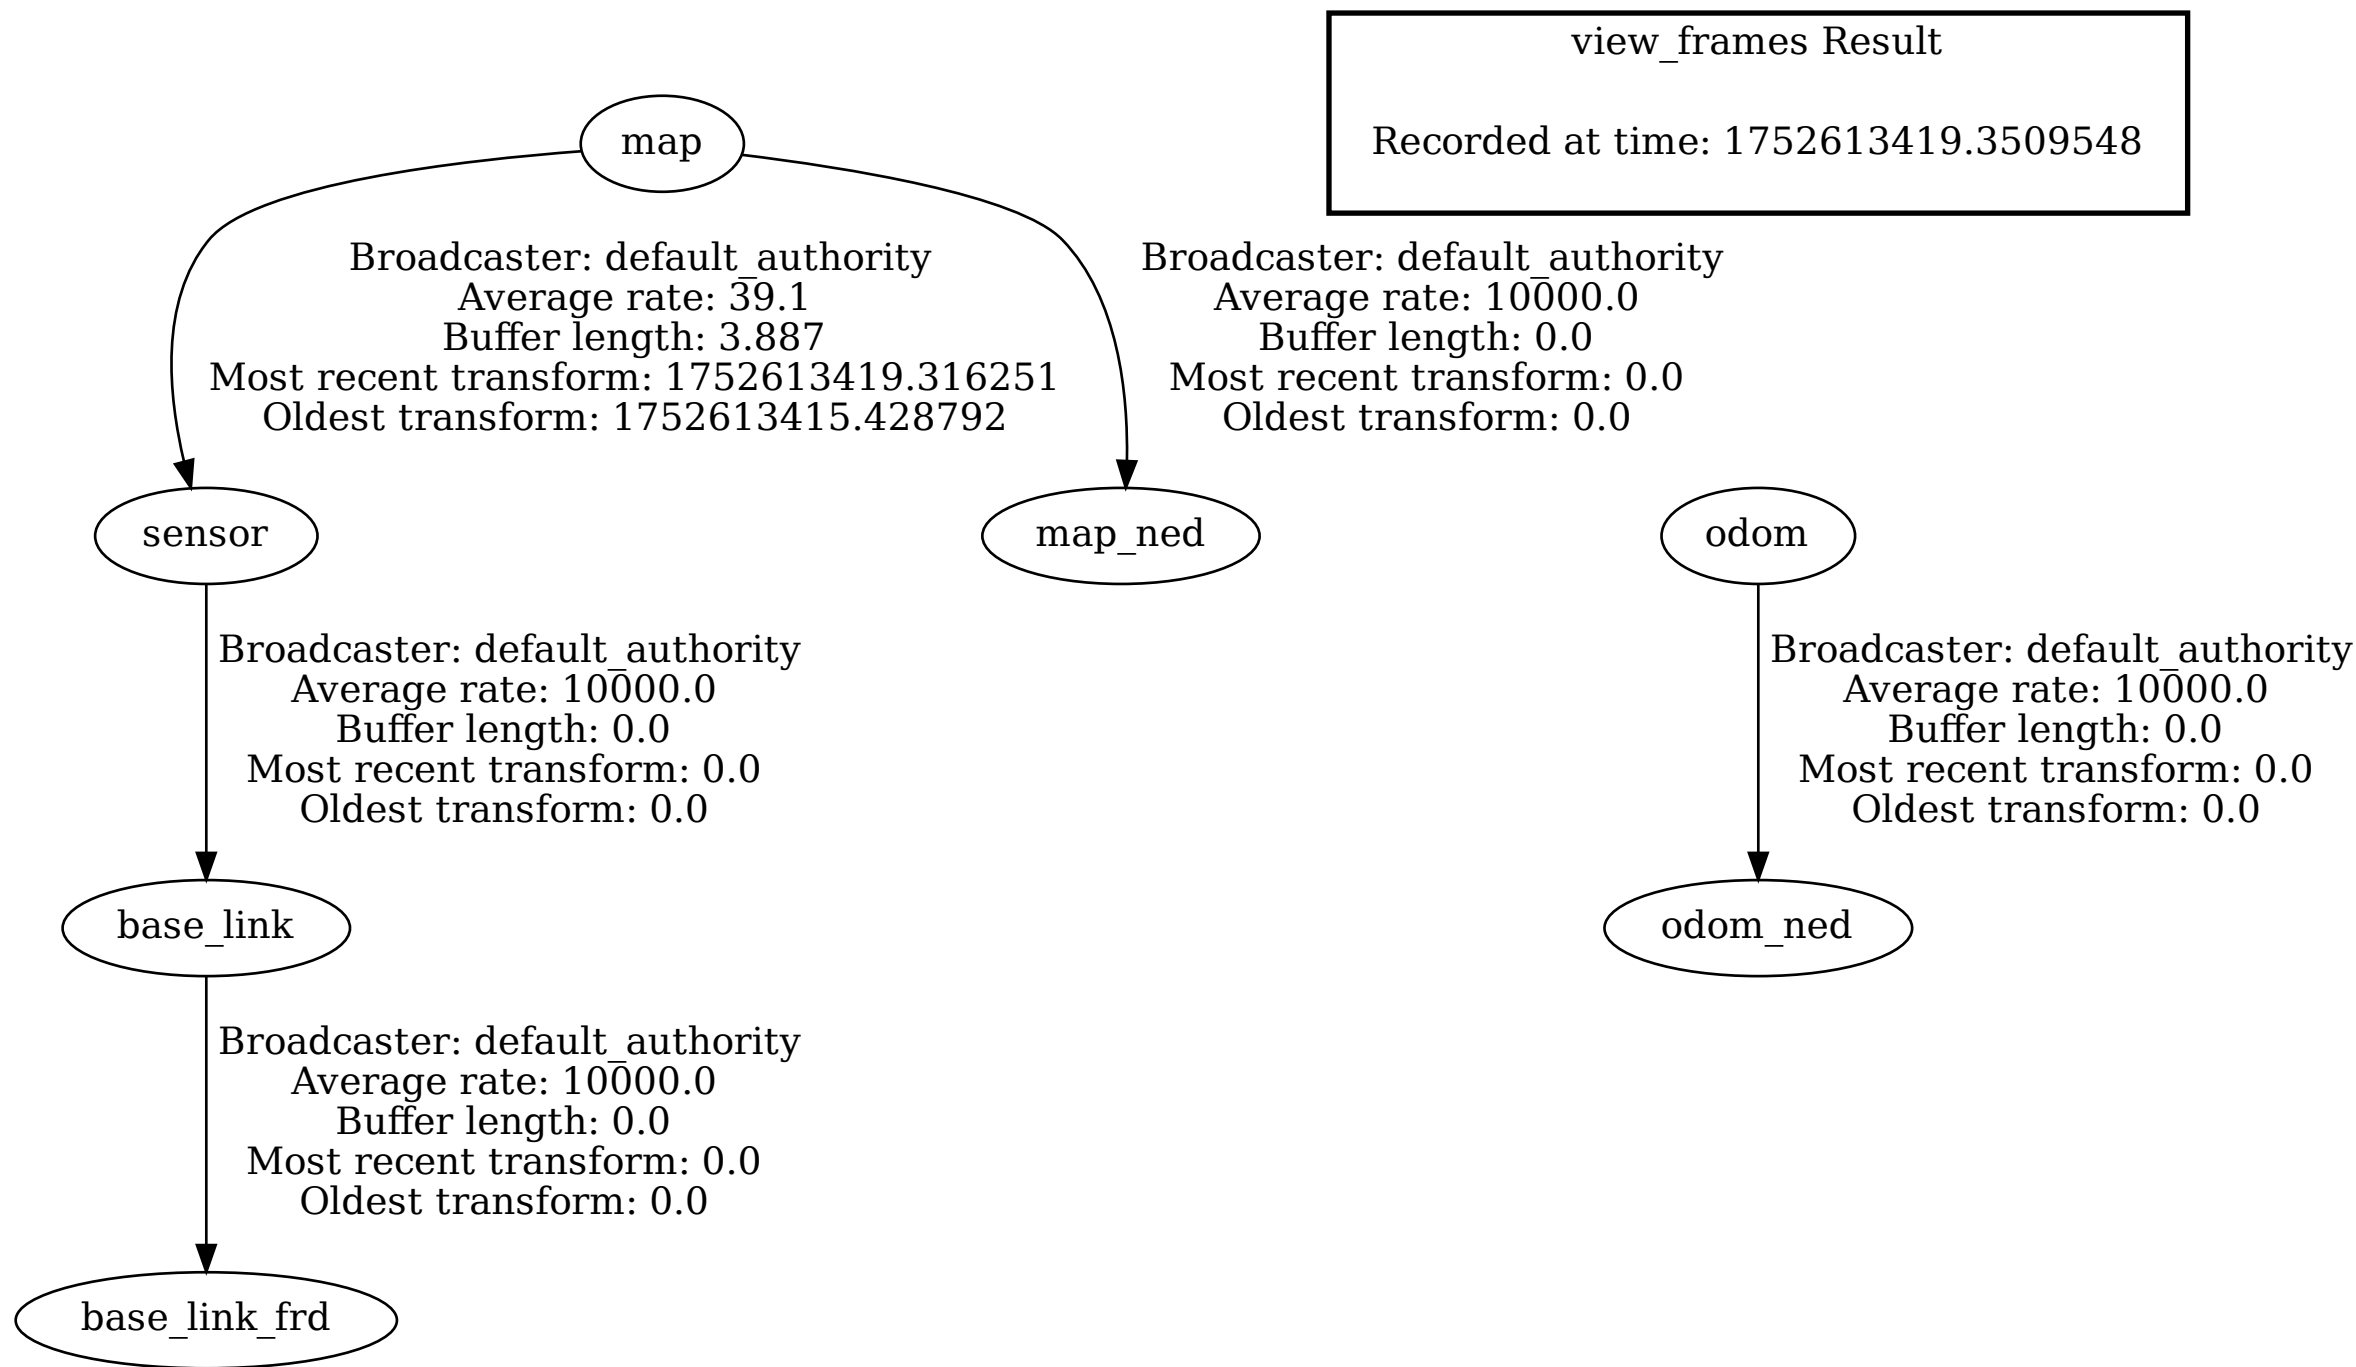 view_frames Result
Recorded at time: 1752613419.3509548
map
Broadcaster: default_authority
Average rate: 39.1
Buffer length: 3.887
Most recent transform: 1752613419.316251
Oldest transform: 1752613415.428792
Broadcaster: default_authority
Average rate: 10000.0
Buffer length: 0.0
Most recent transform: 0.0
Oldest transform: 0.0
sensor
map_ned
odom
Broadcaster: default_authority
Average rate: 10000.0
Buffer length: 0.0
Most recent transform: 0.0
Oldest transform: 0.0
Broadcaster: default_authority
Average rate: 10000.0
Buffer length: 0.0
Most recent transform: 0.0
Oldest transform: 0.0
base_link
odom_ned
Broadcaster: default_authority
Average rate: 10000.0
Buffer length: 0.0
Most recent transform: 0.0
Oldest transform: 0.0
base_link_frd